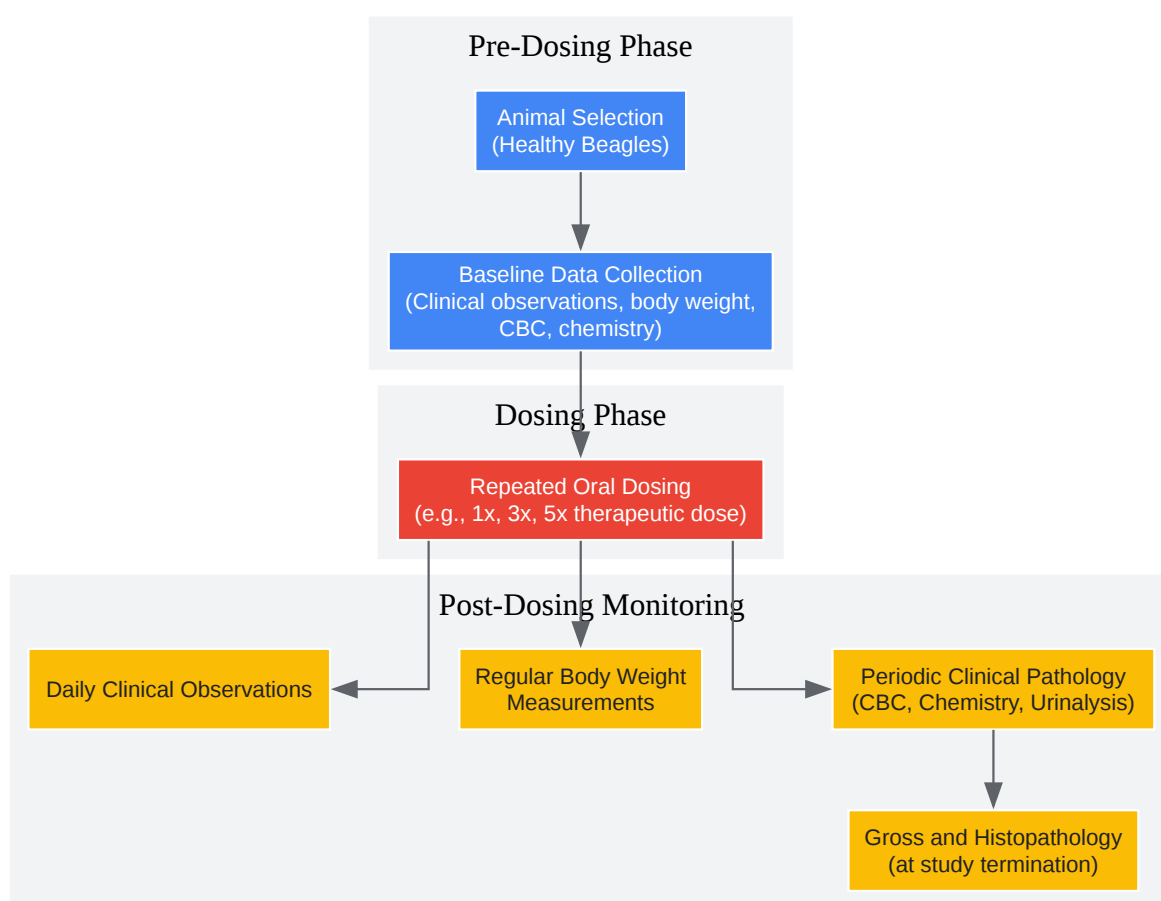 Pre-Dosing Phase
Animal Selection
(Healthy Beagles)
Baseline Data Collection
(Clinical observations, body weight,
CBC, chemistry)
Dosing Phase
Repeated Oral Dosing
(e.g., 1x, 3x, 5x therapeutic dose)
Post-Dosing Monitoring
Daily Clinical Observations
Regular Body Weight
Measurements
Periodic Clinical Pathology
(CBC, Chemistry, Urinalysis)
Gross and Histopathology
(at study termination)